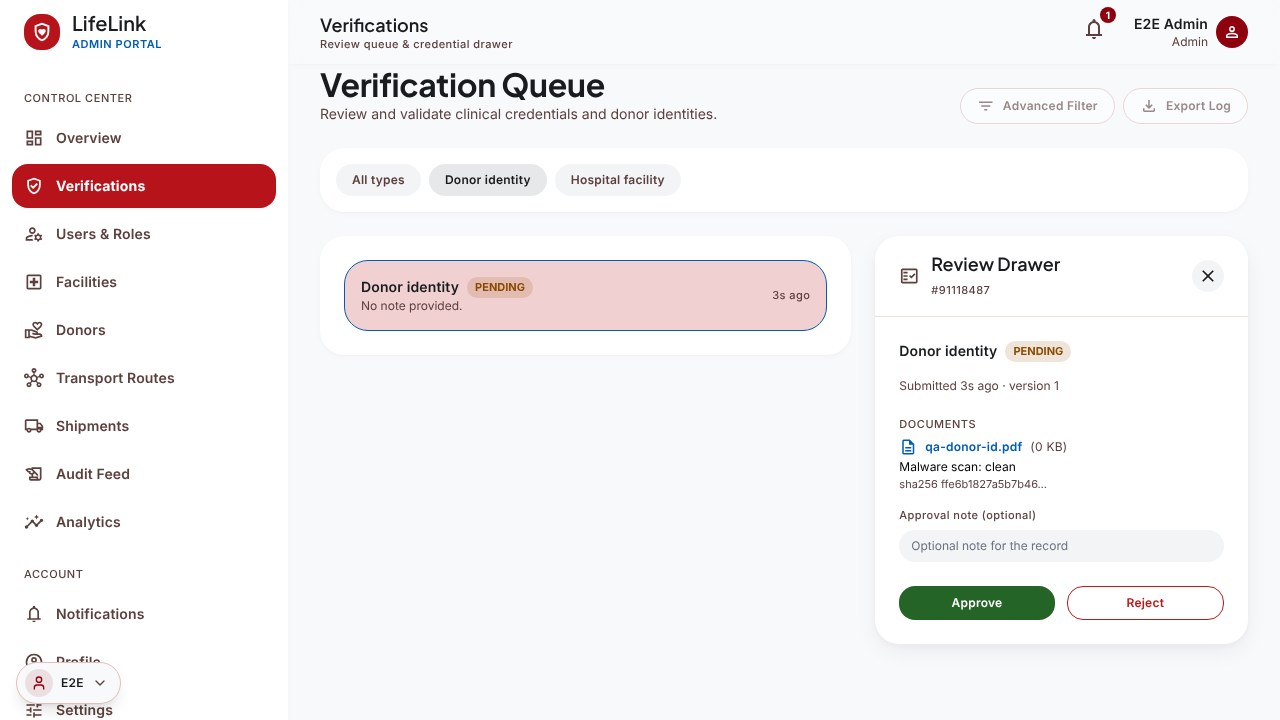 LifeLink
ADMIN PORTAL
CONTROL CENTER
Overview
Verifications
Users & Roles
Facilities
Donors
Transport Routes
Shipments
Audit Feed
Analytics
ACCOUNT
Notifications
Profile
E2E
Settings
Verifications
Review queue & credential drawer
1
E2E Admin
Admin
Verification Queue
Review and validate clinical credentials and donor identities.
Advanced Filter
Export Log
All types
Donor identity
Hospital facility
Donor identity PENDING
No note provided.
3s ago
Review Drawer
#91118487
Donor identity PENDING
Submitted 3s ago · version 1
DOCUMENTS
qa-donor-id.pdf (0 KB)
Malware scan: clean
sha256 ffe6b1827a5b7b46...
Approval note (optional)
Optional note for the record
Approve
Reject